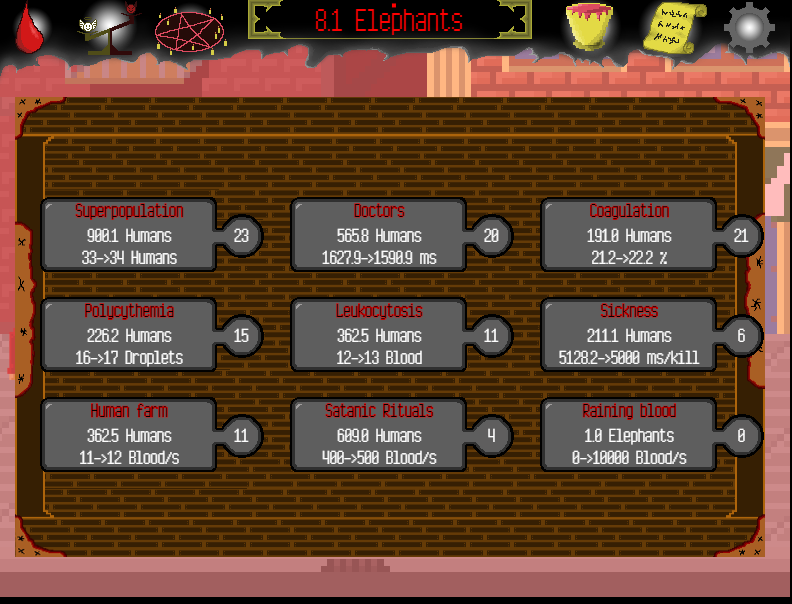 8.1 Elephants
Superpopulation
900.1 Humans
33->34 Humans
23
Doctors
565.8 Humans
1627.9->1590.9 ms
20
Coagulation
191.0 Humans
21.2->22.2 %
21
Polycythemia
226.2 Humans
16->17 Droplets
15
Leukocytosis
362.5 Humans
12->13 Blood
11
Sickness
211.1 Humans
5128.2->5000 ms/kill
6
Human farm
362.5 Humans
11->12 Blood/s
11
Satanic Rituals
609.0 Humans
400->500 Blood/s
4
Raining blood
1.0 Elephants
0->10000 Blood/s
0